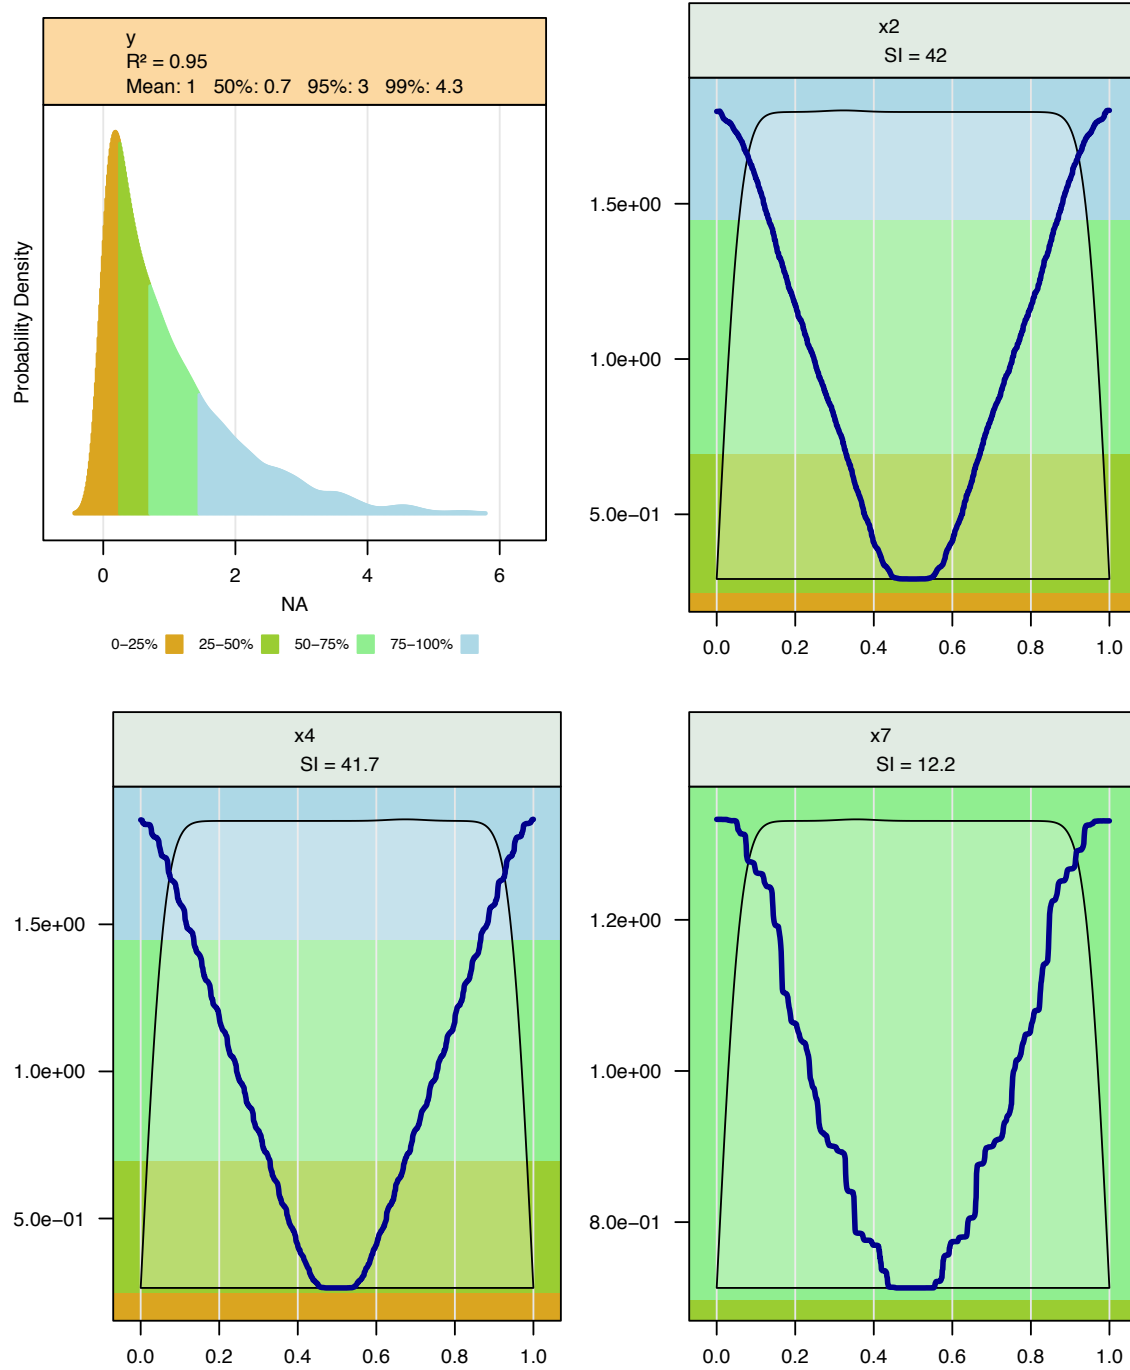 y
R² = 0.95
Mean: 1 50%: 0.7 95%: 3 99%: 4.3
Probability Density
0 2 4 6
NA
0−25% 25−50% 50−75% 75−100%
x2
SI = 42
1.5e+00
1.0e+00
5.0e−01
0.0 0.2 0.4 0.6 0.8 1.0
x4
SI = 41.7
1.5e+00
1.0e+00
5.0e−01
0.0 0.2 0.4 0.6 0.8 1.0
x7
SI = 12.2
1.2e+00
1.0e+00
8.0e−01
0.0 0.2 0.4 0.6 0.8 1.0